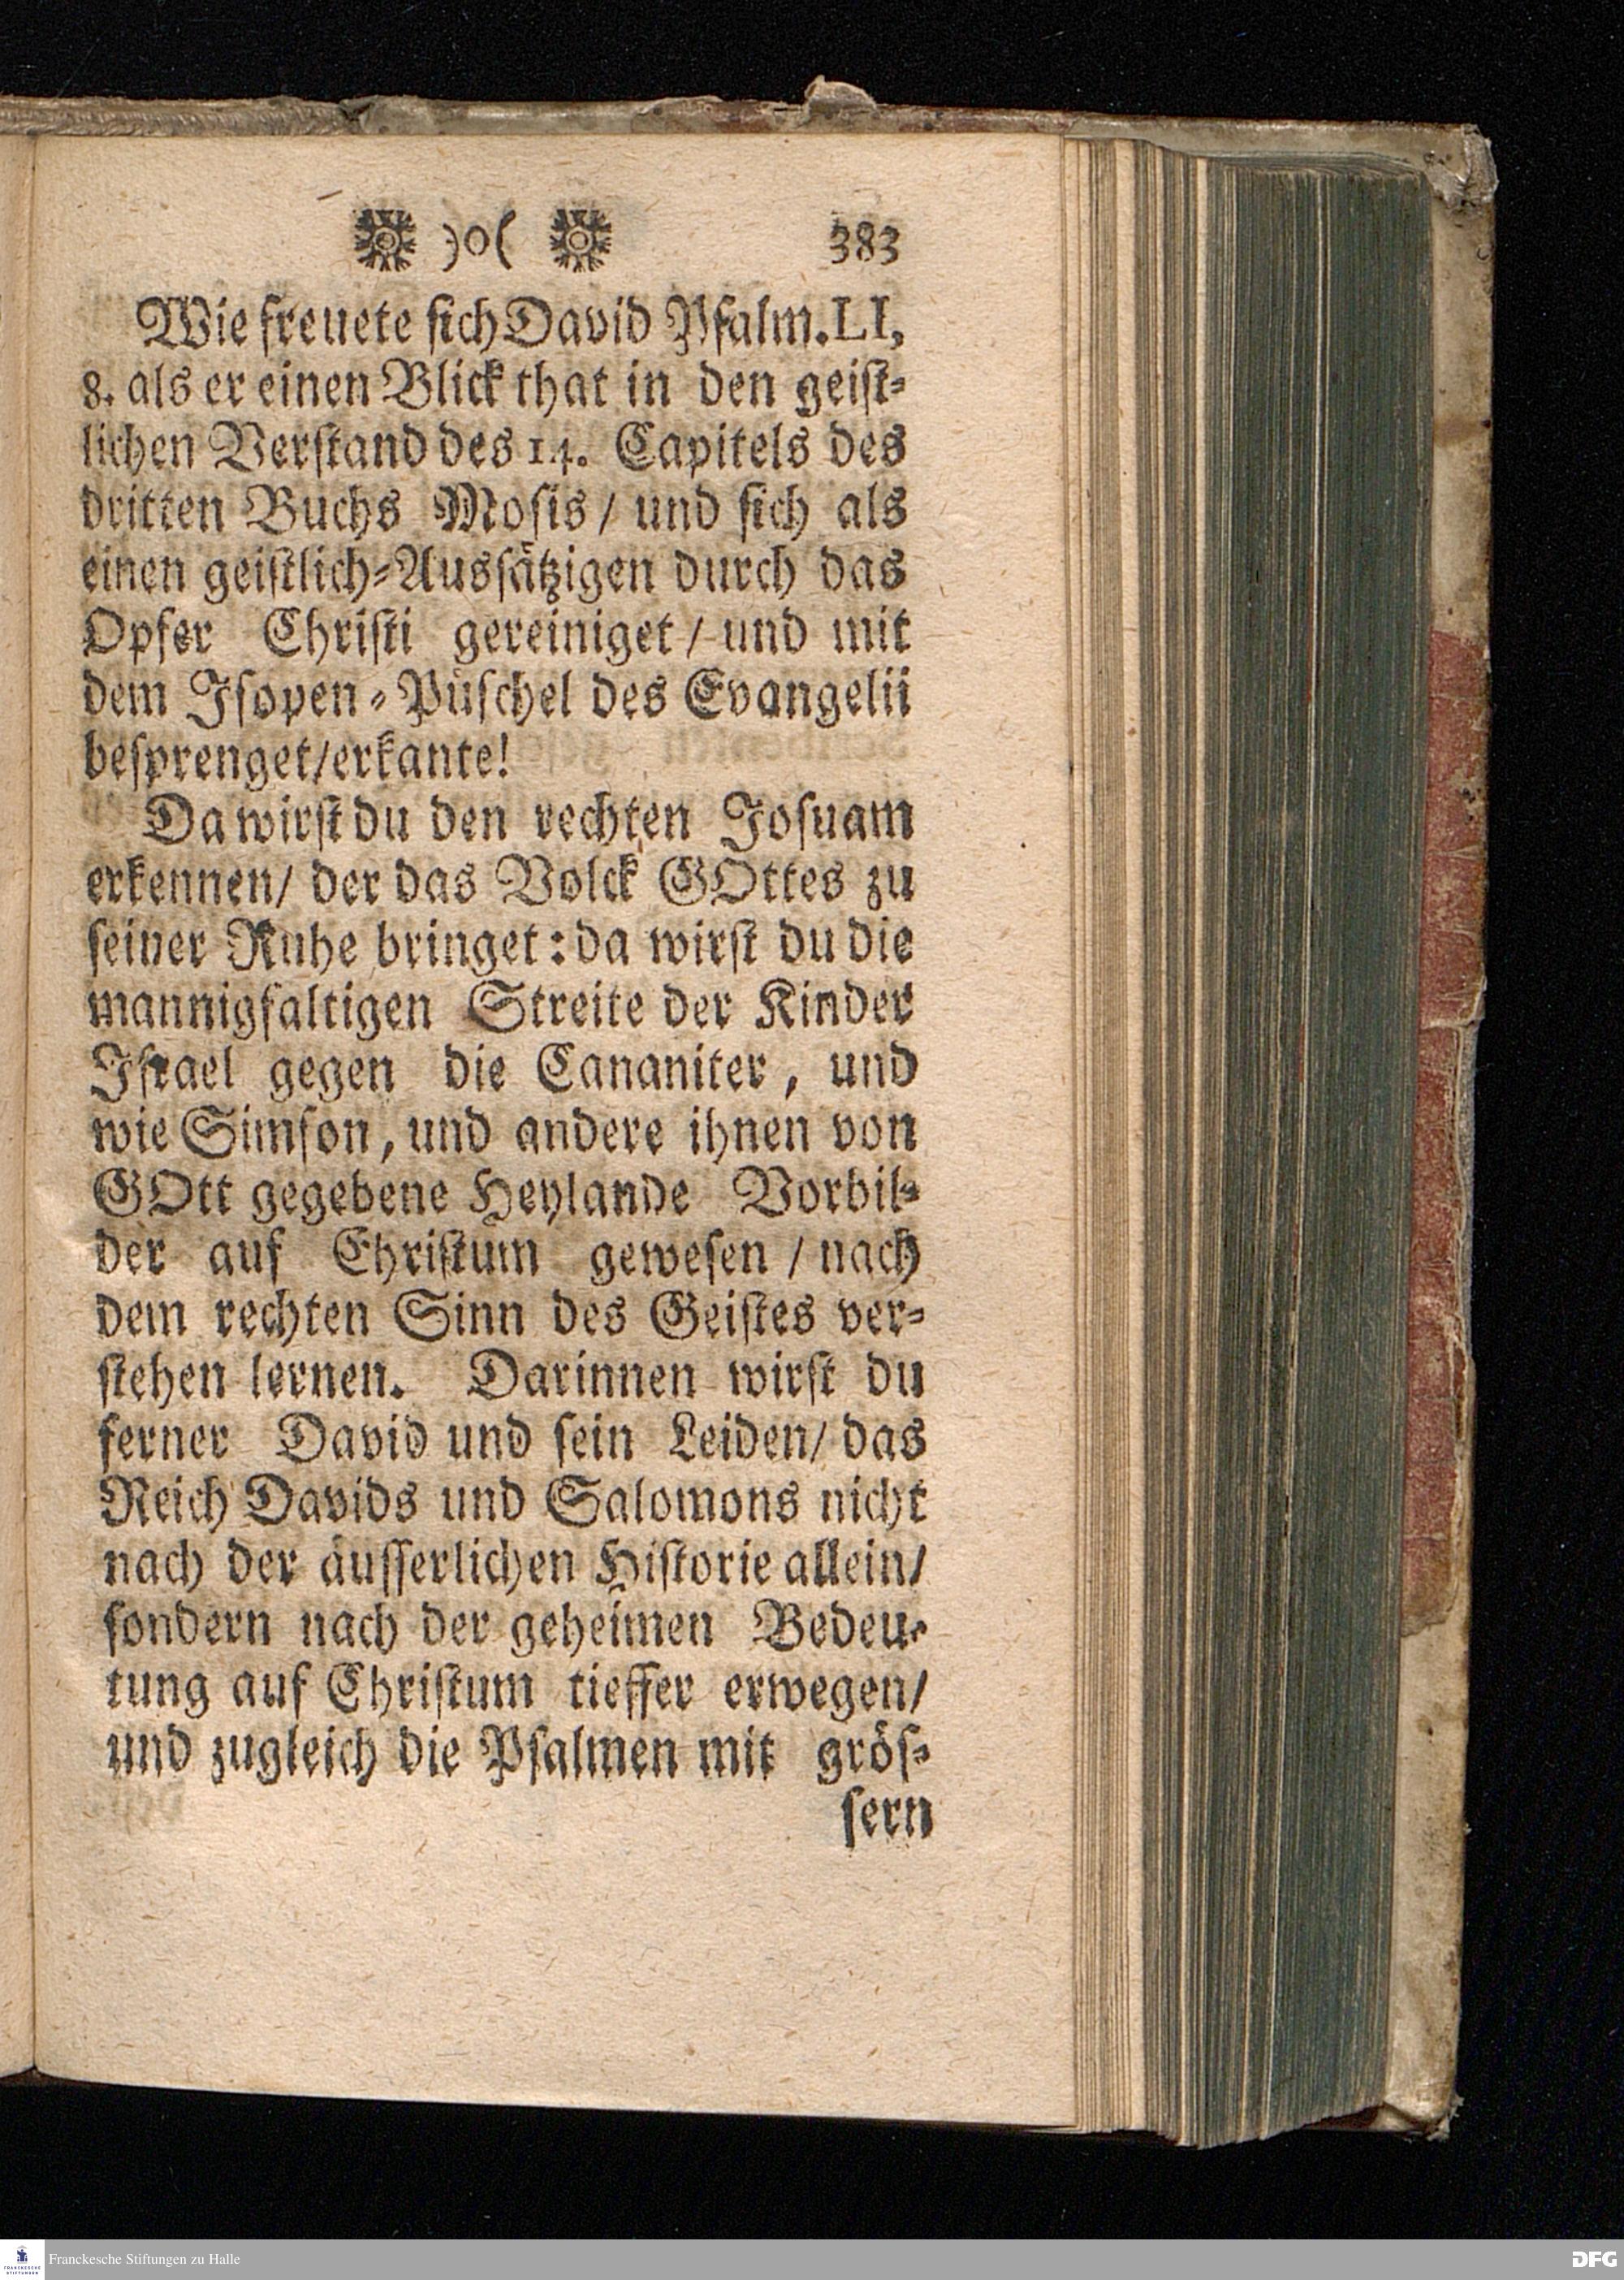 )o( 383
Wie freuete ſich David Pſalm. LI,
8. als er einen Blick that in den geiſt-
lichen Verſtand des 14. Capitels des
dritten Buchs Moſis / und ſich als
einen geiſtlich-Ausſätzigen durch das
Opfer Chriſti gereiniget / und mit
dem Iſopen-Püſchel des Evangelii
beſprenget/erkante!
Da wirſt du den rechten Joſuam
erkennen/ der das Volck GOttes zu
ſeiner Ruhe bringet: da wirſt du die
mannigfaltigen Streite der Kinder
Iſrael gegen die Cananiter, und
wie Simſon, und andere ihnen von
GOtt gegebene Heylande Vorbil-
der auf Chriſtum geweſen / nach
dem rechten Sinn des Geiſtes ver-
ſtehen lernen. Darinnen wirſt du
ferner David und ſein Leiden/ das
Reich Davids und Salomons nicht
nach der äuſſerlichen Hiſtorie allein/
ſondern nach der geheimen Bedeu-
tung auf Chriſtum tieffer erwegen/
und zugleich die Pſalmen mit gröſ-
ſern
Franckesche Stiftungen zu Halle
DFG